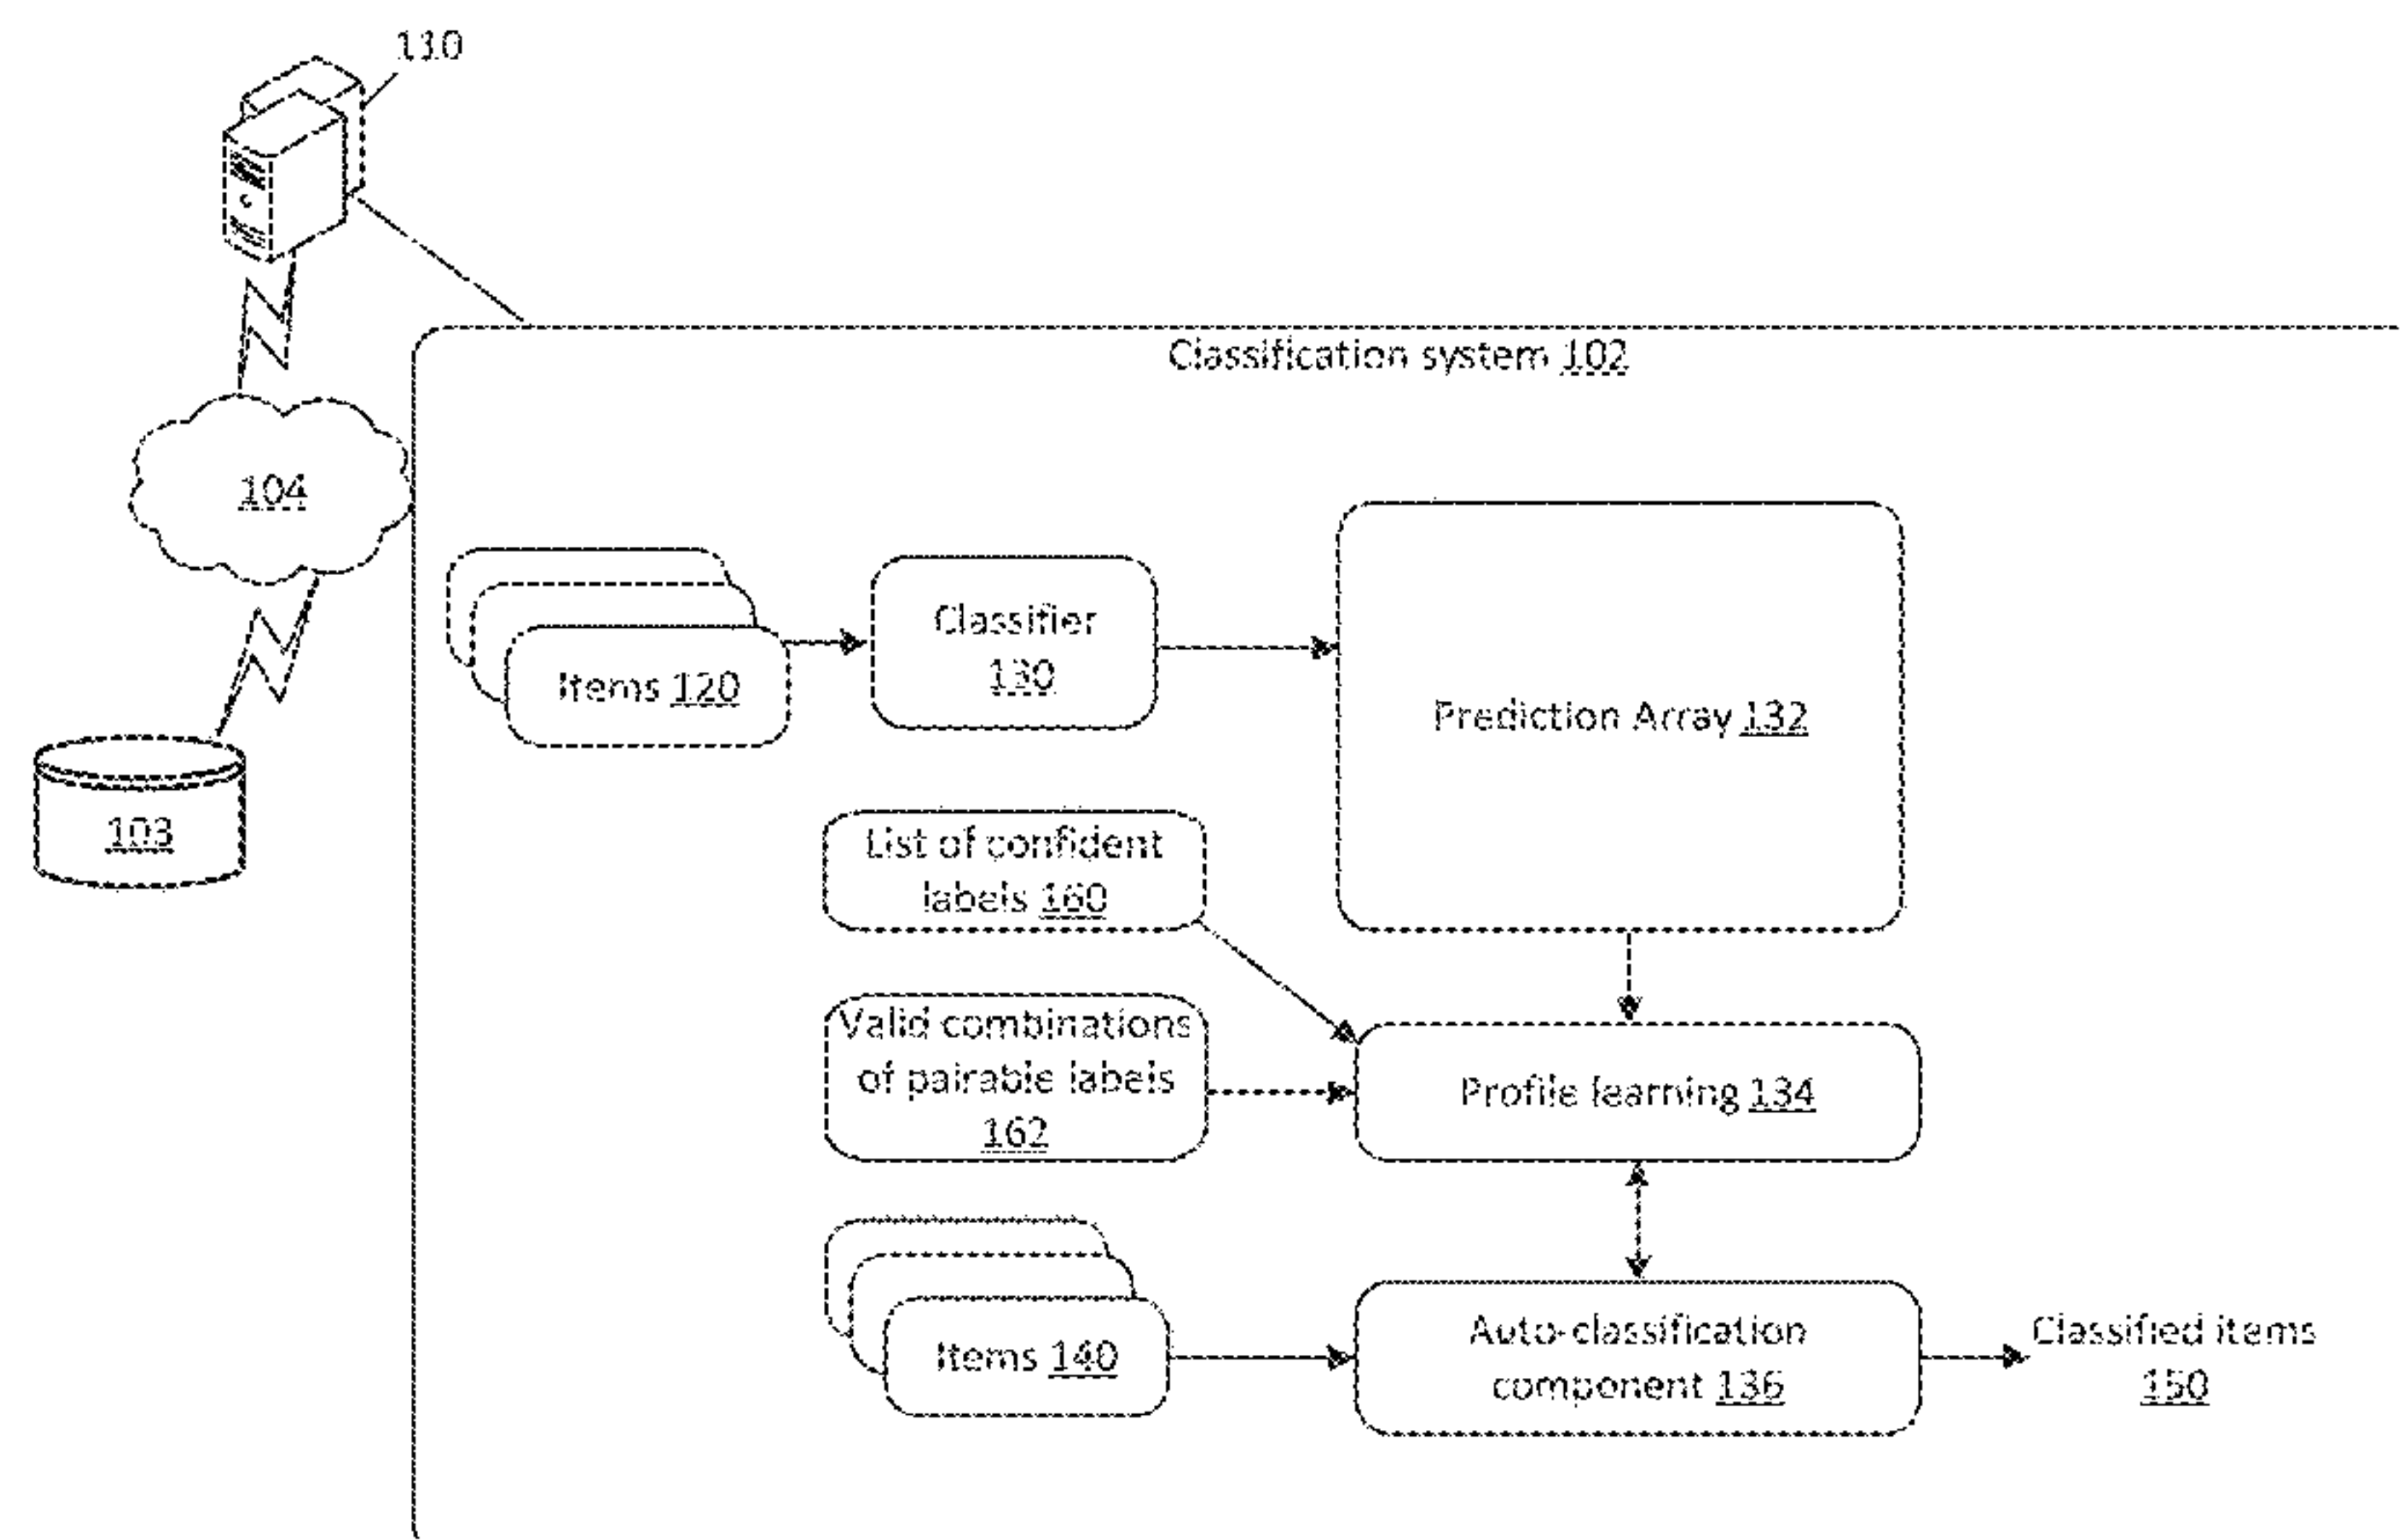 110
Classification system 102
104
Items 120
Classifier
130
Prediction Array 132
103
List of confident
labels 160
Valid combinations
of pairable labels
162
Profile learning 134
Items 140
Auto-classification
component 136
Classified items
150